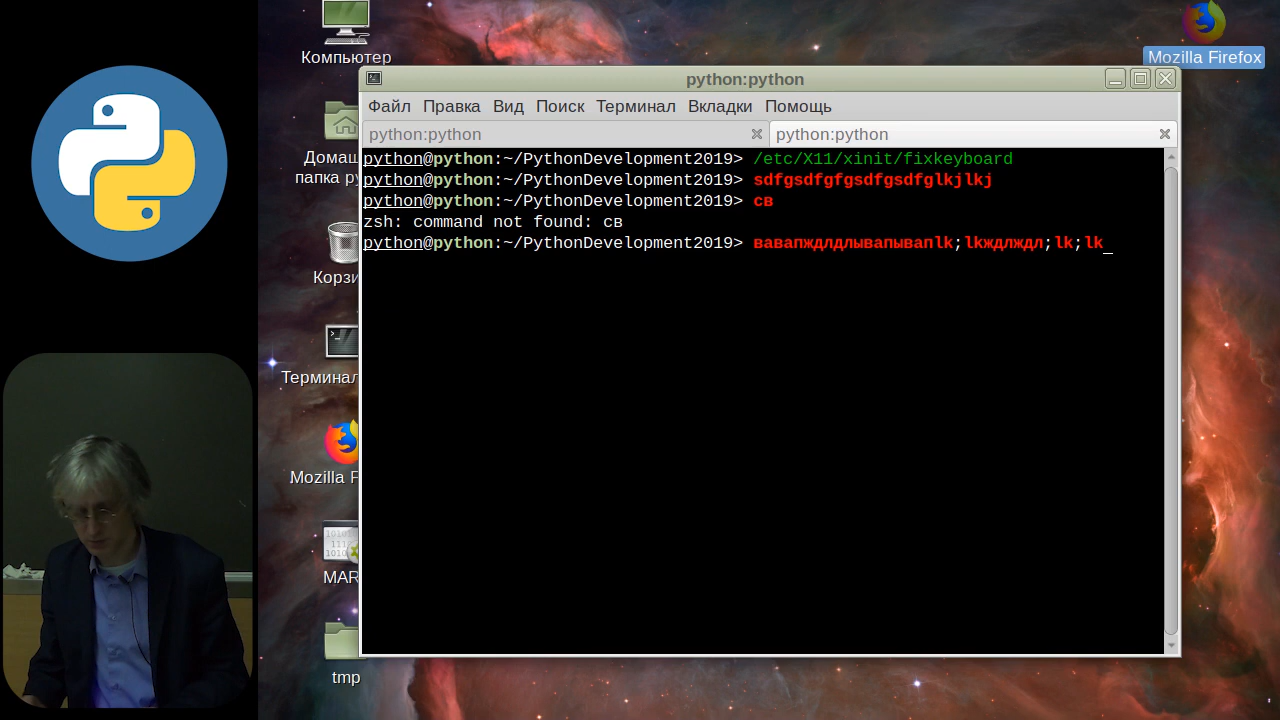 Компьютер
Mozilla Firefox
python:python
Файл Правка Вид Поиск Терминал Вкладки Помощь
python:python
python:python
python@python:~/PythonDevelopment2019> /etc/X11/xinit/fixkeyboard
python@python:~/PythonDevelopment2019> sdfgsdfgfgsdfgsdfglkjlkj
python@python:~/PythonDevelopment2019> св
zsh: command not found: св
python@python:~/PythonDevelopment2019> вавапждлдлывапывапlk;lkждлждл;lk;lk_
Домаш
папка py
Корзи
Терминал
Mozilla F
MAR
tmp